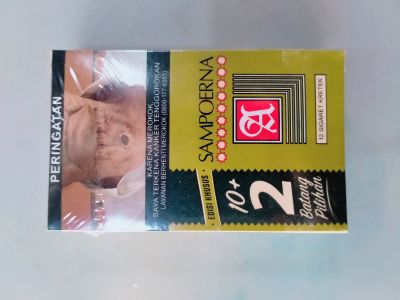 PERINGATAN
KARENA MEROKOK,
SAYA TERKENA KANKER TENGGOROKAN
LAYANAN BERHENTI MEROKOK (0800-177-6565)
SAMPOERNA
A
12 SIGARET KRETEK
EDISI KHUSUS
10+
2
Batang
Pilihan